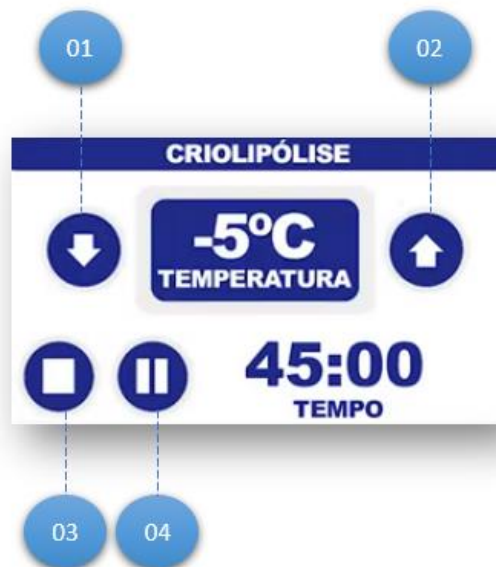 01
02
CRIOLIPÓLISE
-5ºC
TEMPERATURA
45:00
TEMPO
03
04